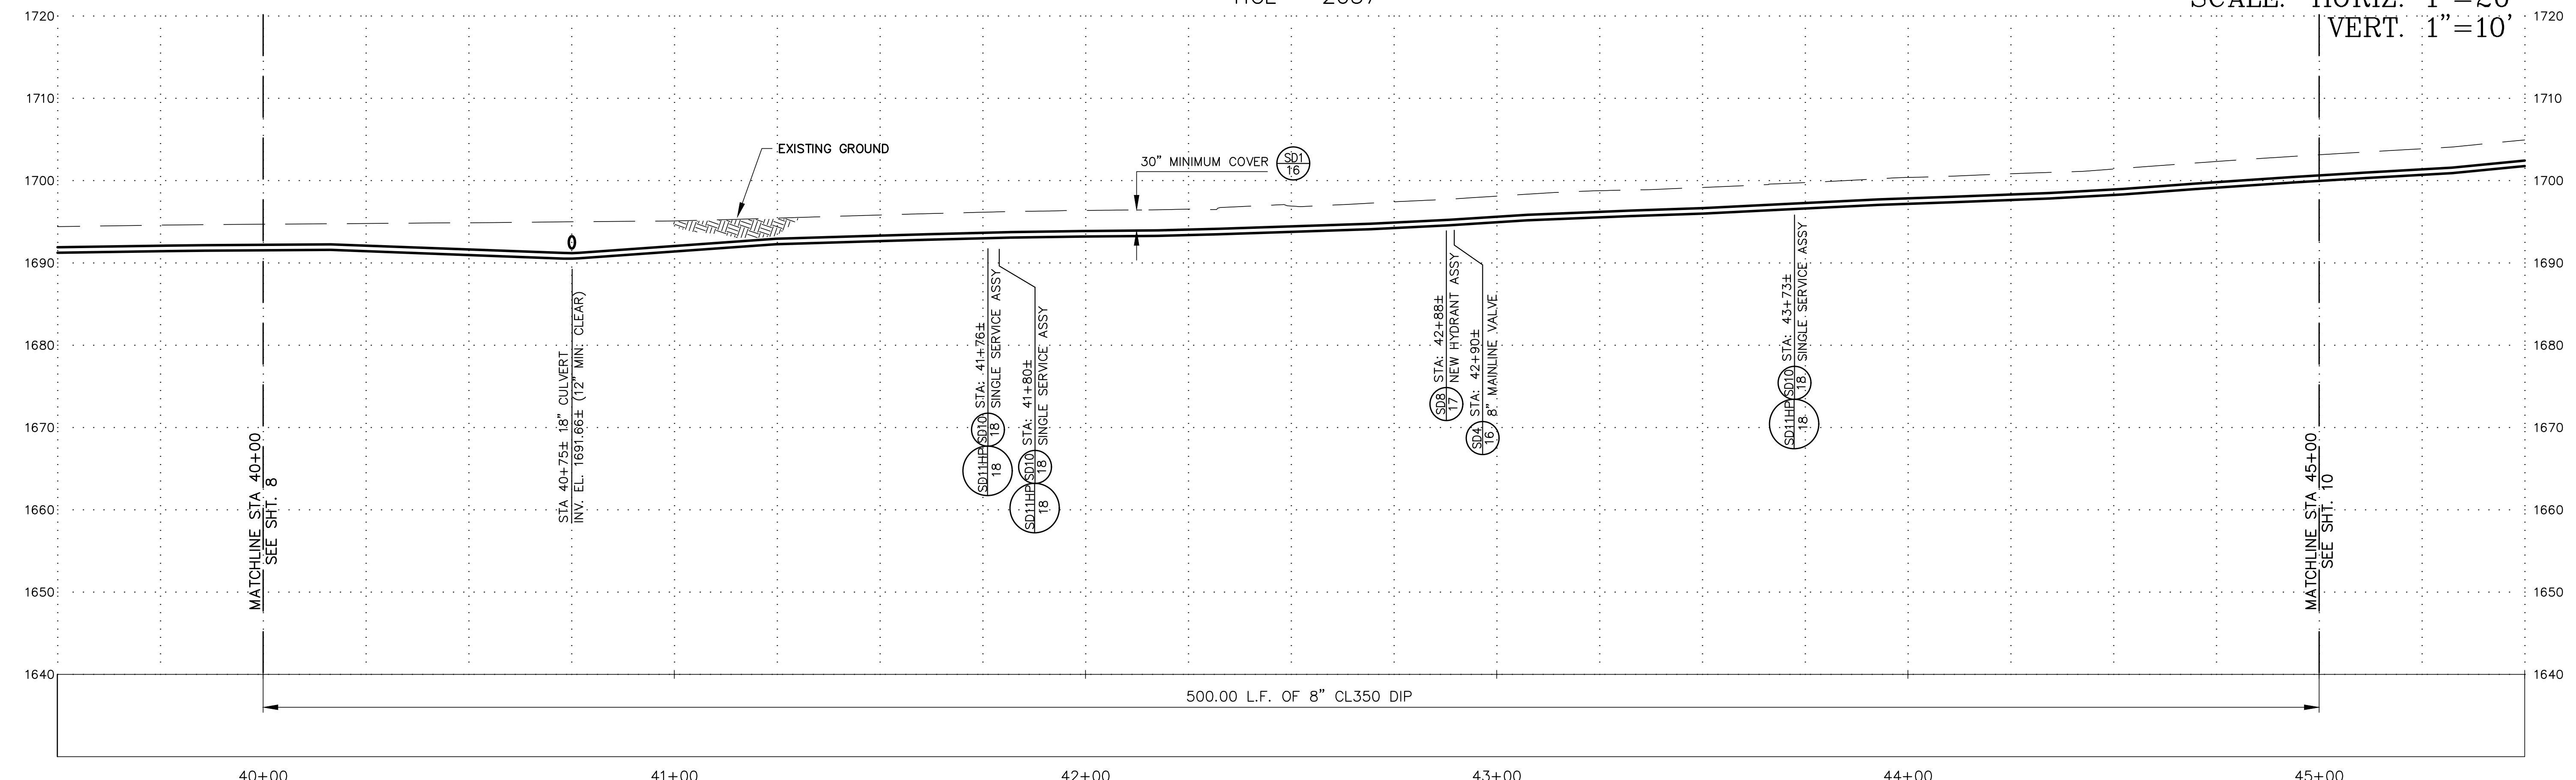 SCALE: HORIZ. 1"=20'
VERT. 1"=10'
1720
1720
1710
1710
EXISTING GROUND
30" MINIMUM COVER
SD1
16
1700
1700
1690
1690
1680
1680
1670
1670
1660
1660
1650
1650
1640
1640
MATCHLINE STA 40+00
SEE SHT. 8
STA 40+75± 18" CULVERT
INV. EL. 1691.66± (12" MIN. CLEAR)
STA: 41+76±
SINGLE SERVICE ASSY
SD10
18
SD11HP
18
STA: 41+80±
SINGLE SERVICE ASSY
SD10
18
SD11HP
18
STA: 42+88±
NEW HYDRANT ASSY
SD8
17
STA: 42+90±
8" MAINLINE VALVE
SD4
16
STA: 43+73±
SINGLE SERVICE ASSY
SD10
18
SD11HP
18
MATCHLINE STA 45+00
SEE SHT. 10
500.00 L.F. OF 8" CL350 DIP
40+00
41+00
42+00
43+00
44+00
45+00